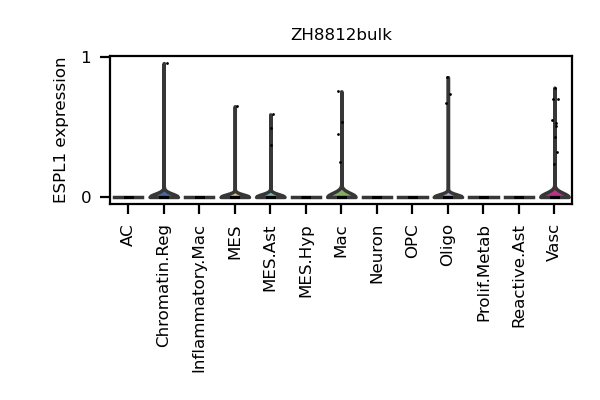 ZH8812bulk
ESPL1 expression
1
0
AC
Chromatin.Reg
Inflammatory.Mac
MES
MES.Ast
MES.Hyp
Mac
Neuron
OPC
Oligo
Prolif.Metab
Reactive.Ast
Vasc